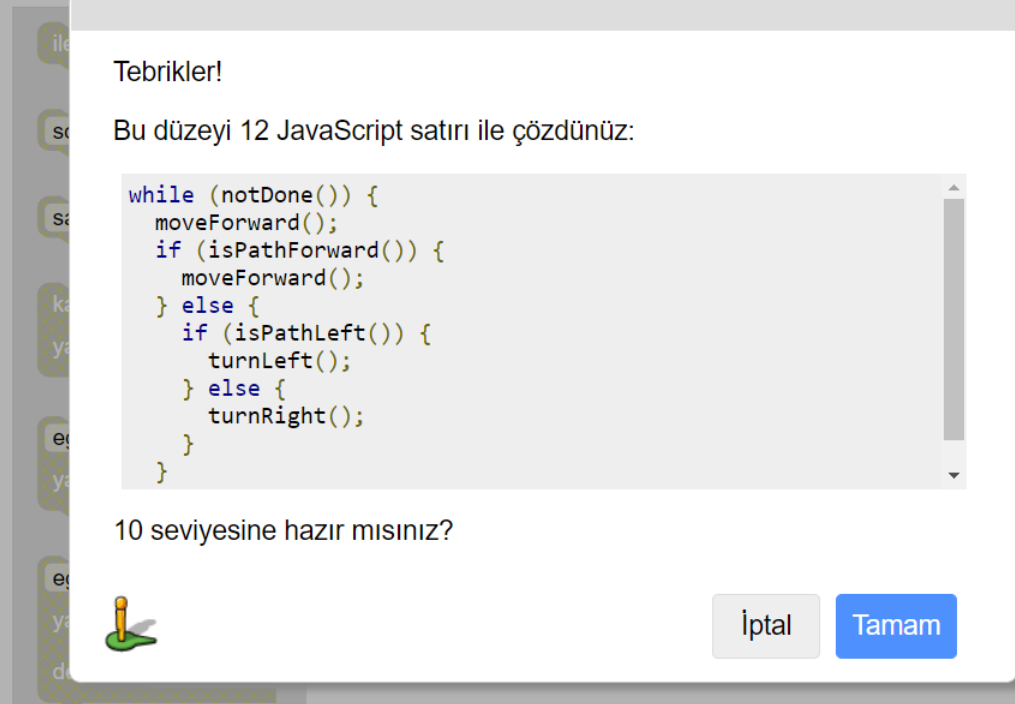 Tebrikler!
Bu düzeyi 12 JavaScript satırı ile çözdünüz:
while (notDone()) {
  moveForward();
  if (isPathForward()) {
    moveForward();
  } else {
    if (isPathLeft()) {
      turnLeft();
    } else {
      turnRight();
    }
  }
10 seviyesine hazır mısınız?
İptal
Tamam